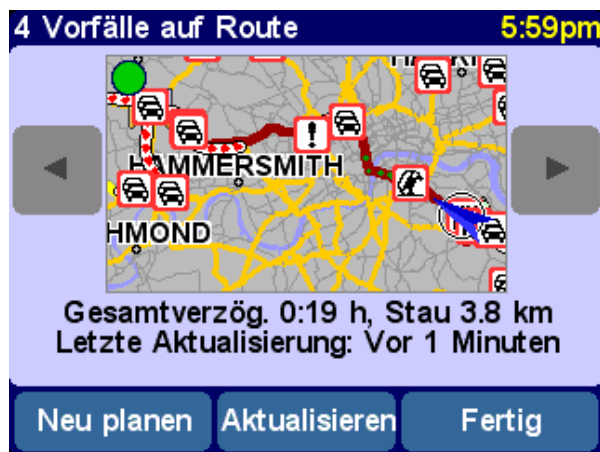 4 Vorfälle auf Route
5:59pm
HAMMERSMITH
HMOND
Gesamtverzög. 0:19 h, Stau 3.8 km
Letzte Aktualisierung: Vor 1 Minuten
Neu planen
Aktualisieren
Fertig